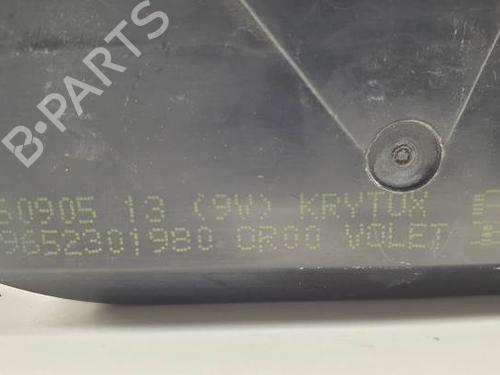 B-PARTS
60905 13 (9W) KRYTOX
9652301980 OR00 VOLET